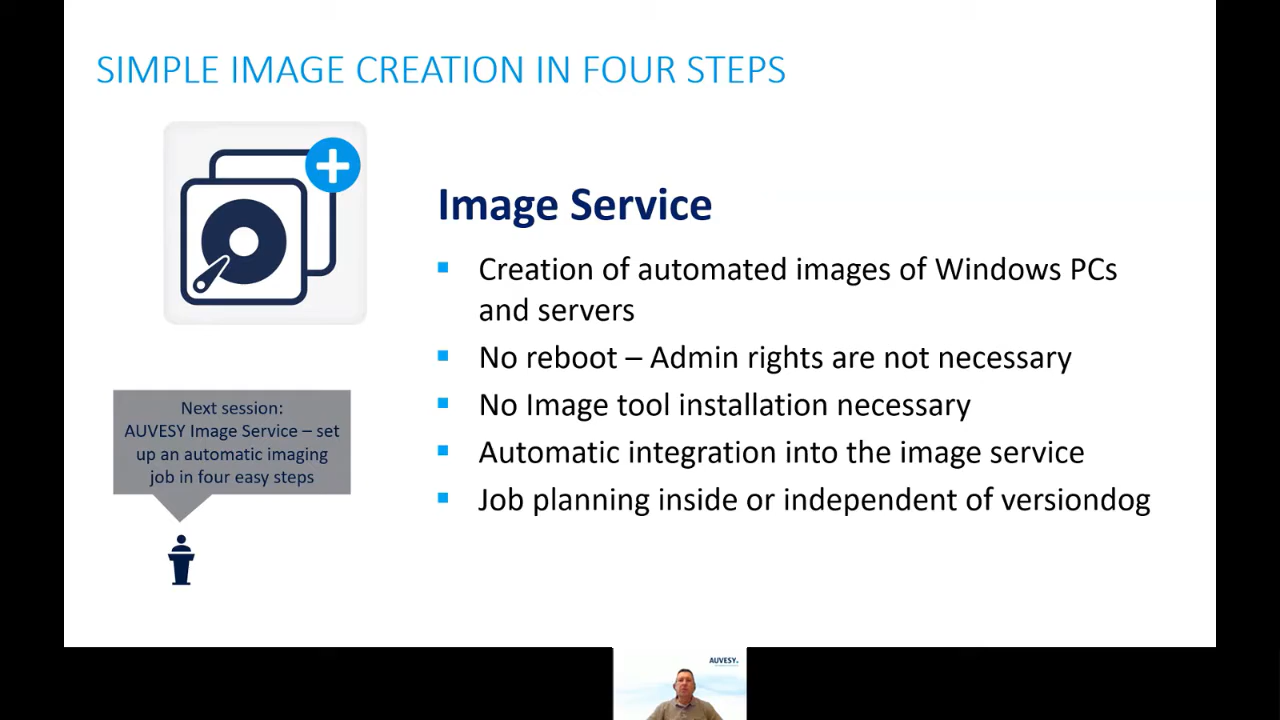 SIMPLE IMAGE CREATION IN FOUR STEPS
Image Service
Creation of automated images of Windows PCs
and servers
No reboot – Admin rights are not necessary
No Image tool installation necessary
Automatic integration into the image service
Job planning inside or independent of versiondog
Next session:
AUVESY Image Service – set
up an automatic imaging
job in four easy steps
AUVESY